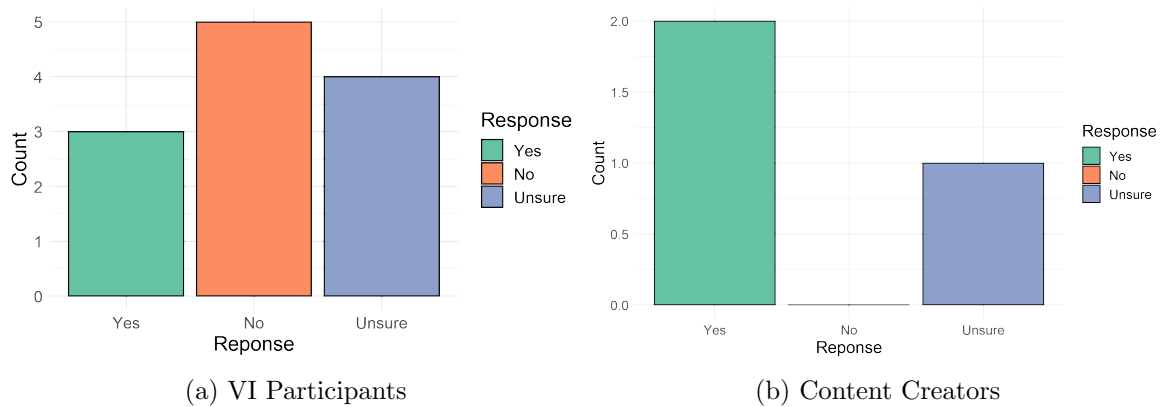 5
4
3
2
1
0
Count
Yes
No
Unsure
Reponse
Response
Yes
No
Unsure
(a) VI Participants
2.0
1.5
1.0
0.5
0.0
Count
Yes
No
Unsure
Reponse
Response
Yes
No
Unsure
(b) Content Creators